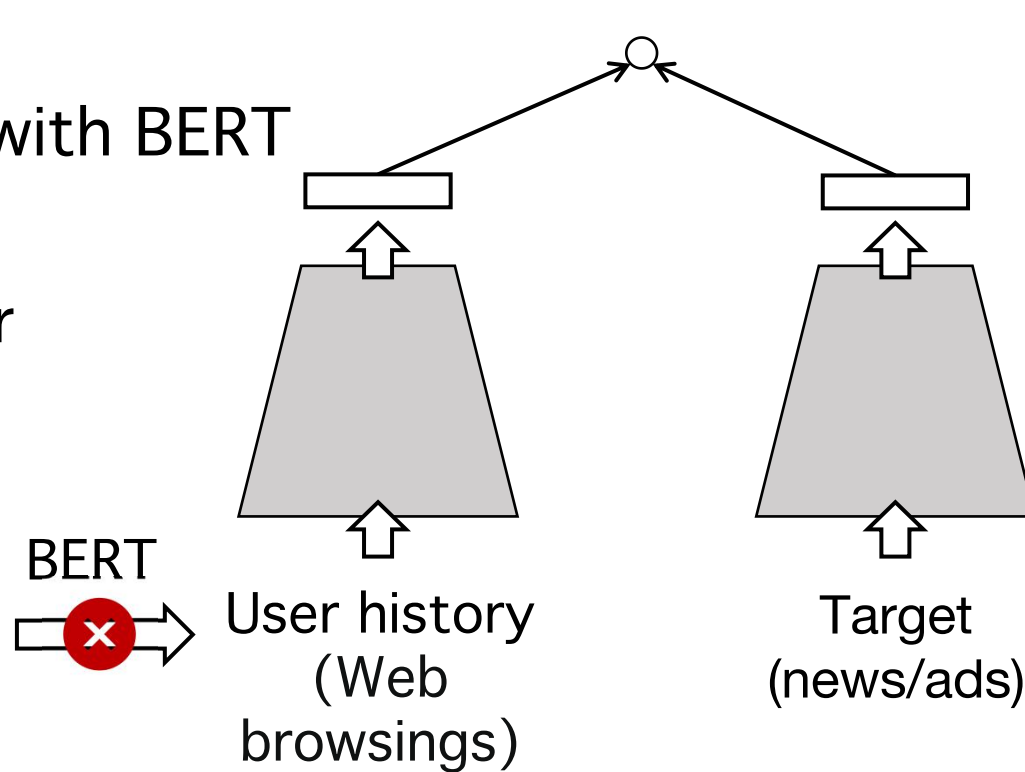 with BERT
r
BERT
User history
(Web
browsings)
Target
(news/ads)